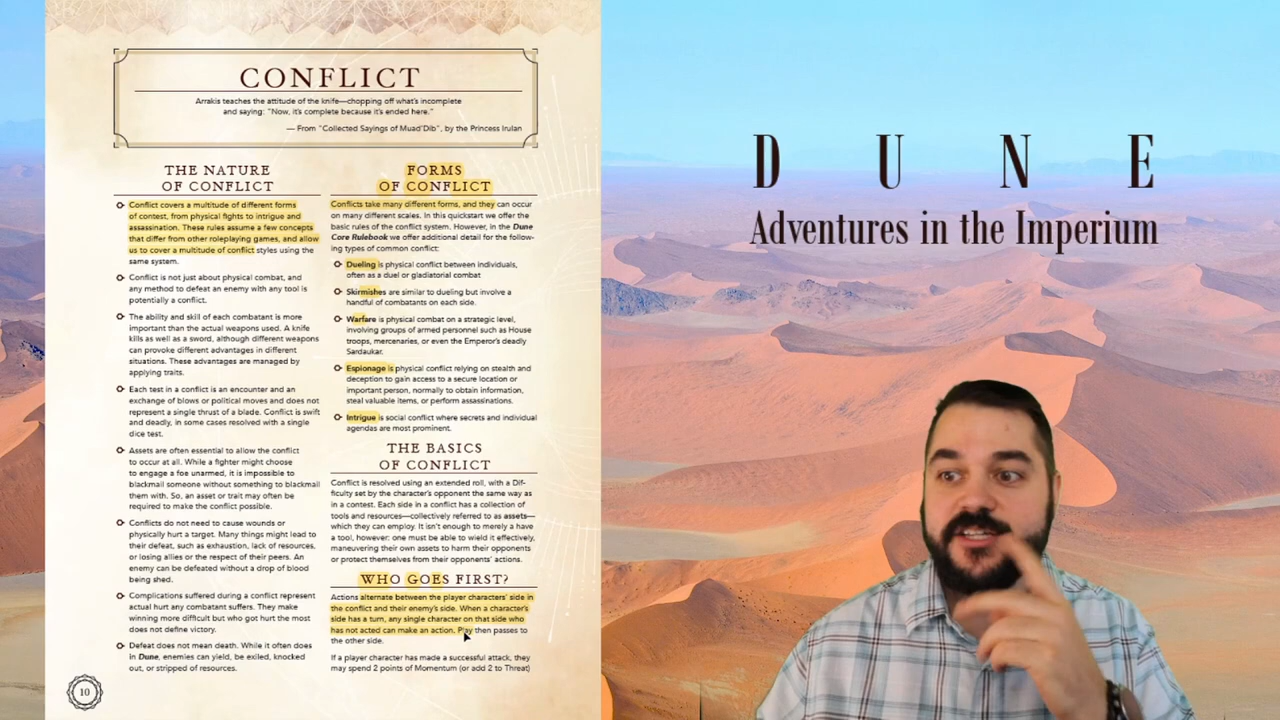 CONFLICT
Arrakis teaches the attitude of the knife—chopping off what's incomplete
and saying: "Now, it's complete because it's ended here."
— From "Collected Sayings of Muad'Dib", by the Princess Irulan
THE NATURE
OF CONFLICT
Conflict covers a multitude of different forms
of contest, from physical fights to intrigue and
assassination. These rules assume a few concepts
that differ from other roleplaying games, and allow
us to cover a multitude of conflict styles using the
same system.
Conflict is not just about physical combat, and
any method to defeat an enemy with any tool is
potentially a conflict.
The ability and skill of each combatant is more
important than the actual weapons used. A knife
kills as well as a sword, although different weapons
can provoke different advantages in different
situations. These advantages are managed by
applying traits.
Each test in a conflict is an encounter and an
exchange of blows or political moves and does not
represent a single thrust of a blade. Conflict is swift
and deadly, in some cases resolved with a single
dice test.
Assets are often essential to allow the conflict
to occur at all. While a fighter might choose
to engage a foe unarmed, it is impossible to
blackmail someone without something to blackmail
them with. So, an asset or trait may often be
required to make the conflict possible.
Conflicts do not need to cause wounds or
physically hurt a target. Many things might lead to
their defeat, such as exhaustion, lack of resources,
or losing allies or the respect of their peers. An
enemy can be defeated without a drop of blood
being shed.
Complications suffered during a conflict represent
actual hurt any combatant suffers. They make
winning more difficult but who got hurt the most
does not define victory.
Defeat does not mean death. While it often does
in Dune, enemies can yield, be exiled, knocked
out, or stripped of resources.
10
FORMS
OF CONFLICT
Conflicts take many different forms, and they can occur
on many different scales. In this quickstart we offer the
basic rules of the conflict system. However, in the Dune
Core Rulebook we offer additional detail for the follow-
ing types of common conflict:
Dueling is physical conflict between individuals,
often as a duel or gladiatorial combat
Skirmishes are similar to dueling but involve a
handful of combatants on each side.
Warfare is physical combat on a strategic level,
involving groups of armed personnel such as House
troops, mercenaries, or even the Emperor's deadly
Sardaukar.
Espionage is physical conflict relying on stealth and
deception to gain access to a secure location or
important person, normally to obtain information,
steal valuable items, or perform assassinations.
Intrigue is social conflict where secrets and individual
agendas are most prominent.
THE BASICS
OF CONFLICT
Conflict is resolved using an extended roll, with a Dif-
ficulty set by the character's opponent the same way as
in a contest. Each side in a conflict has a collection of
tools and resources—collectively referred to as assets—
which they can employ. It isn't enough to merely a have
a tool, however: one must be able to wield it effectively,
maneuvering their own assets to harm their opponents
or protect themselves from their opponents' actions.
WHO GOES FIRST?
Actions alternate between the player characters' side in
the conflict and their enemy's side. When a character's
side has a turn, any single character on that side who
has not acted can make an action. Play then passes to
the other side.
If a player character has made a successful attack, they
may spend 2 points of Momentum (or add 2 to Threat)
DUNE
Adventures in the Imperium